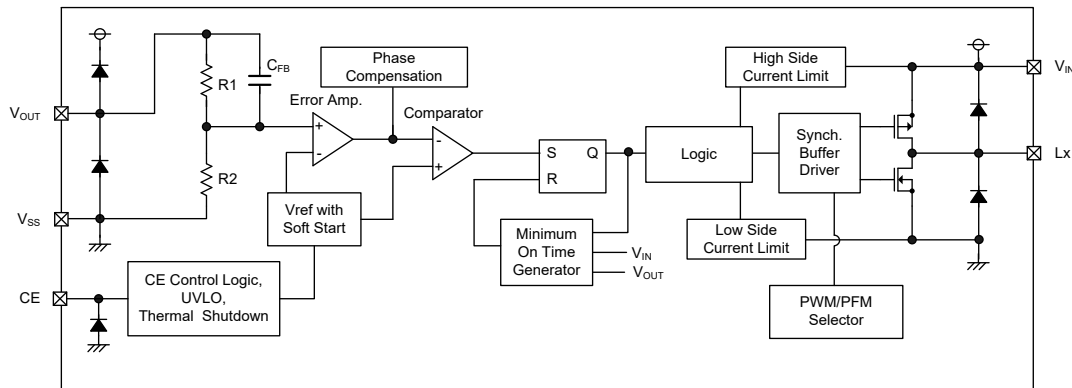 Phase
Compensation
High Side
Current Limit
VIN
CFB
R1
Error Amp.
Comparator
VOUT
+
-
-
+
S
Q
R
Logic
Synch.
Buffer
Driver
Lx
R2
VSS
Vref with
Soft Start
Minimum
On Time
Generator
VIN
VOUT
Low Side
Current Limit
CE
CE Control Logic,
UVLO,
Thermal Shutdown
PWM/PFM
Selector